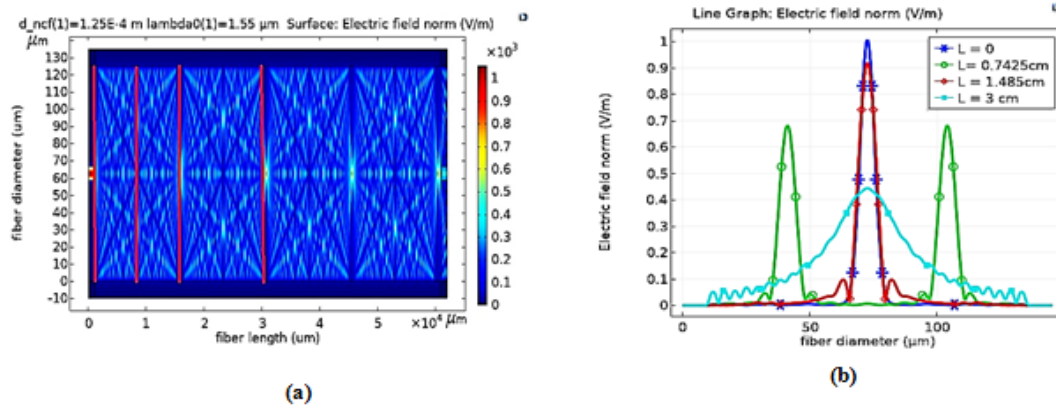 d_ncf(1)=1.25E-4 m lambda0(1)=1.55 µm Surface: Electric field norm (V/m)
µm
×10³
130
120
110
100
90
80
70
60
50
40
30
20
10
0
-10
fiber diameter (um)
1
0.9
0.8
0.7
0.6
0.5
0.4
0.3
0.2
0.1
0
0 1 2 3 4 5
×10⁴ µm
fiber length (um)
(a)
Line Graph: Electric field norm (V/m)
1
0.9
0.8
0.7
0.6
0.5
0.4
0.3
0.2
0.1
0
Electric field norm (V/m)
L = 0
L= 0.7425cm
L = 1.485cm
L = 3 cm
0 50 100
fiber diameter (µm)
(b)